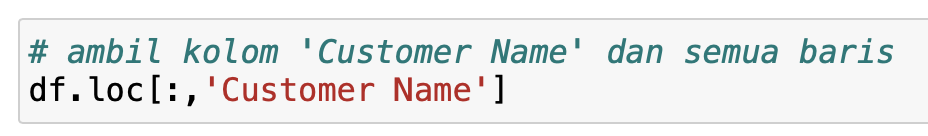 # ambil kolom 'Customer Name' dan semua baris
df.loc[:,'Customer Name']